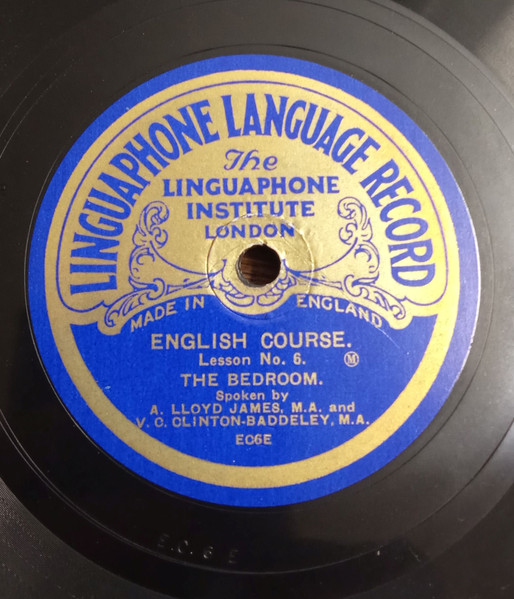 LINGUAPHONE LANGUAGE RECORD
The
LINGUAPHONE
INSTITUTE
LONDON
MADE IN ENGLAND
ENGLISH COURSE.
Lesson No. 6. M
THE BEDROOM.
Spoken by
A. LLOYD JAMES, M.A. and
V. C. CLINTON-BADDELEY, M.A.
EC6E
E.C. 6 E